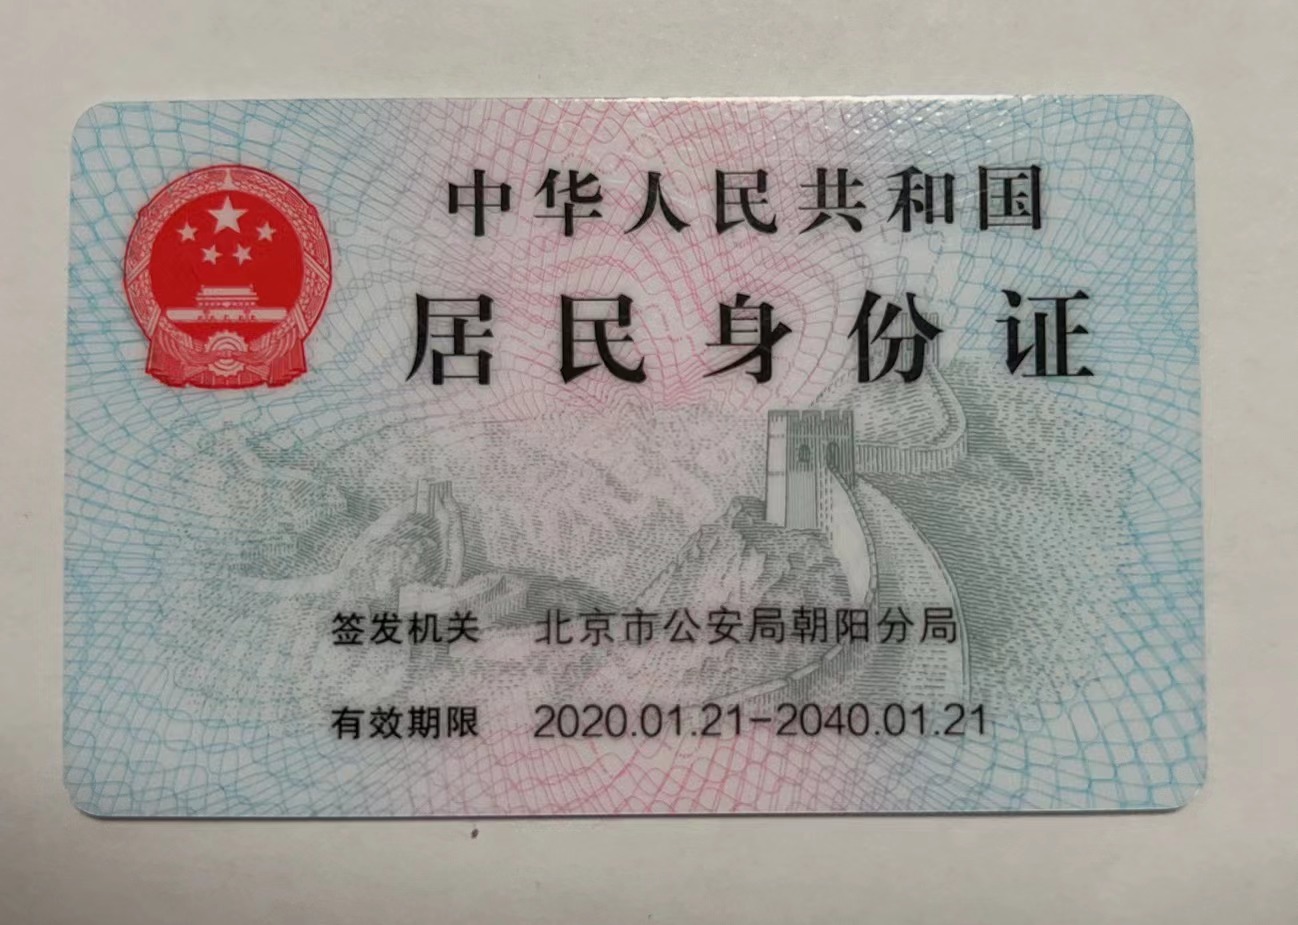 中华人民共和国
居民身份证
签发机关 北京市公安局朝阳分局
有效期限 2020.01.21-2040.01.21